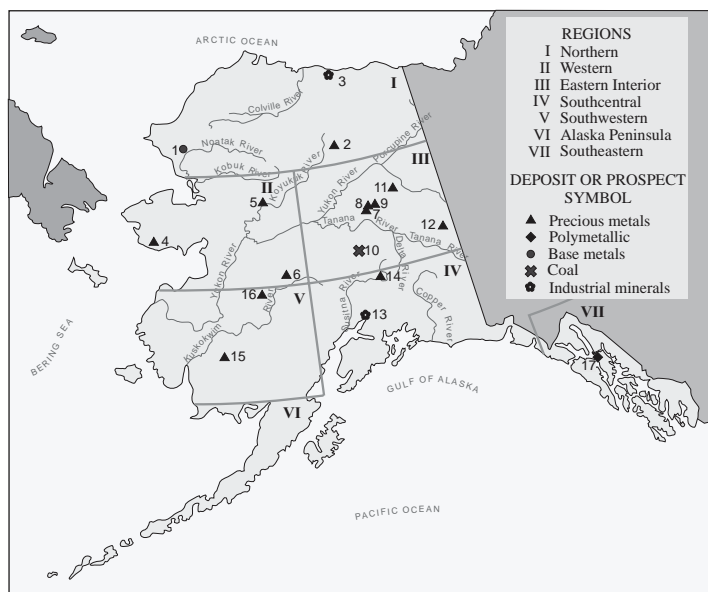 ARCTIC OCEAN
REGIONS
I Northern
II Western
III Eastern Interior
IV Southcentral
V Southwestern
VI Alaska Peninsula
VII Southeastern
DEPOSIT OR PROSPECT
SYMBOL
Precious metals
Polymetallic
Base metals
Coal
Industrial minerals
3
I
Colville River
Noatak River
1
2
Kobuk River
Koyukuk River
Porcupine River
III
II
5
Yukon River
11
8
9
7
Tanana River
12
4
Yukon River
10
Delta River
Tanana River
6
14
IV
V
16
Kuskokwim River
Susitna River
13
Copper River
VII
BERING SEA
15
17
GULF OF ALASKA
VI
PACIFIC OCEAN